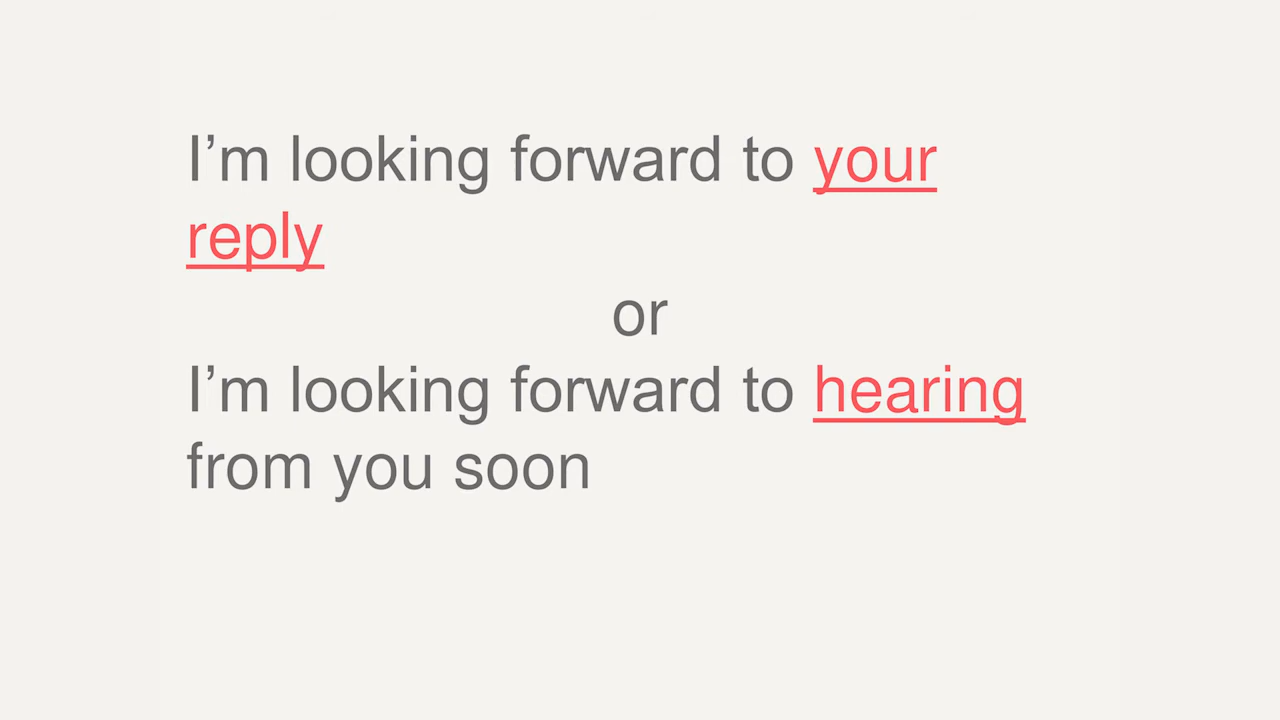 I’m looking forward to your
reply
or
I’m looking forward to hearing
from you soon